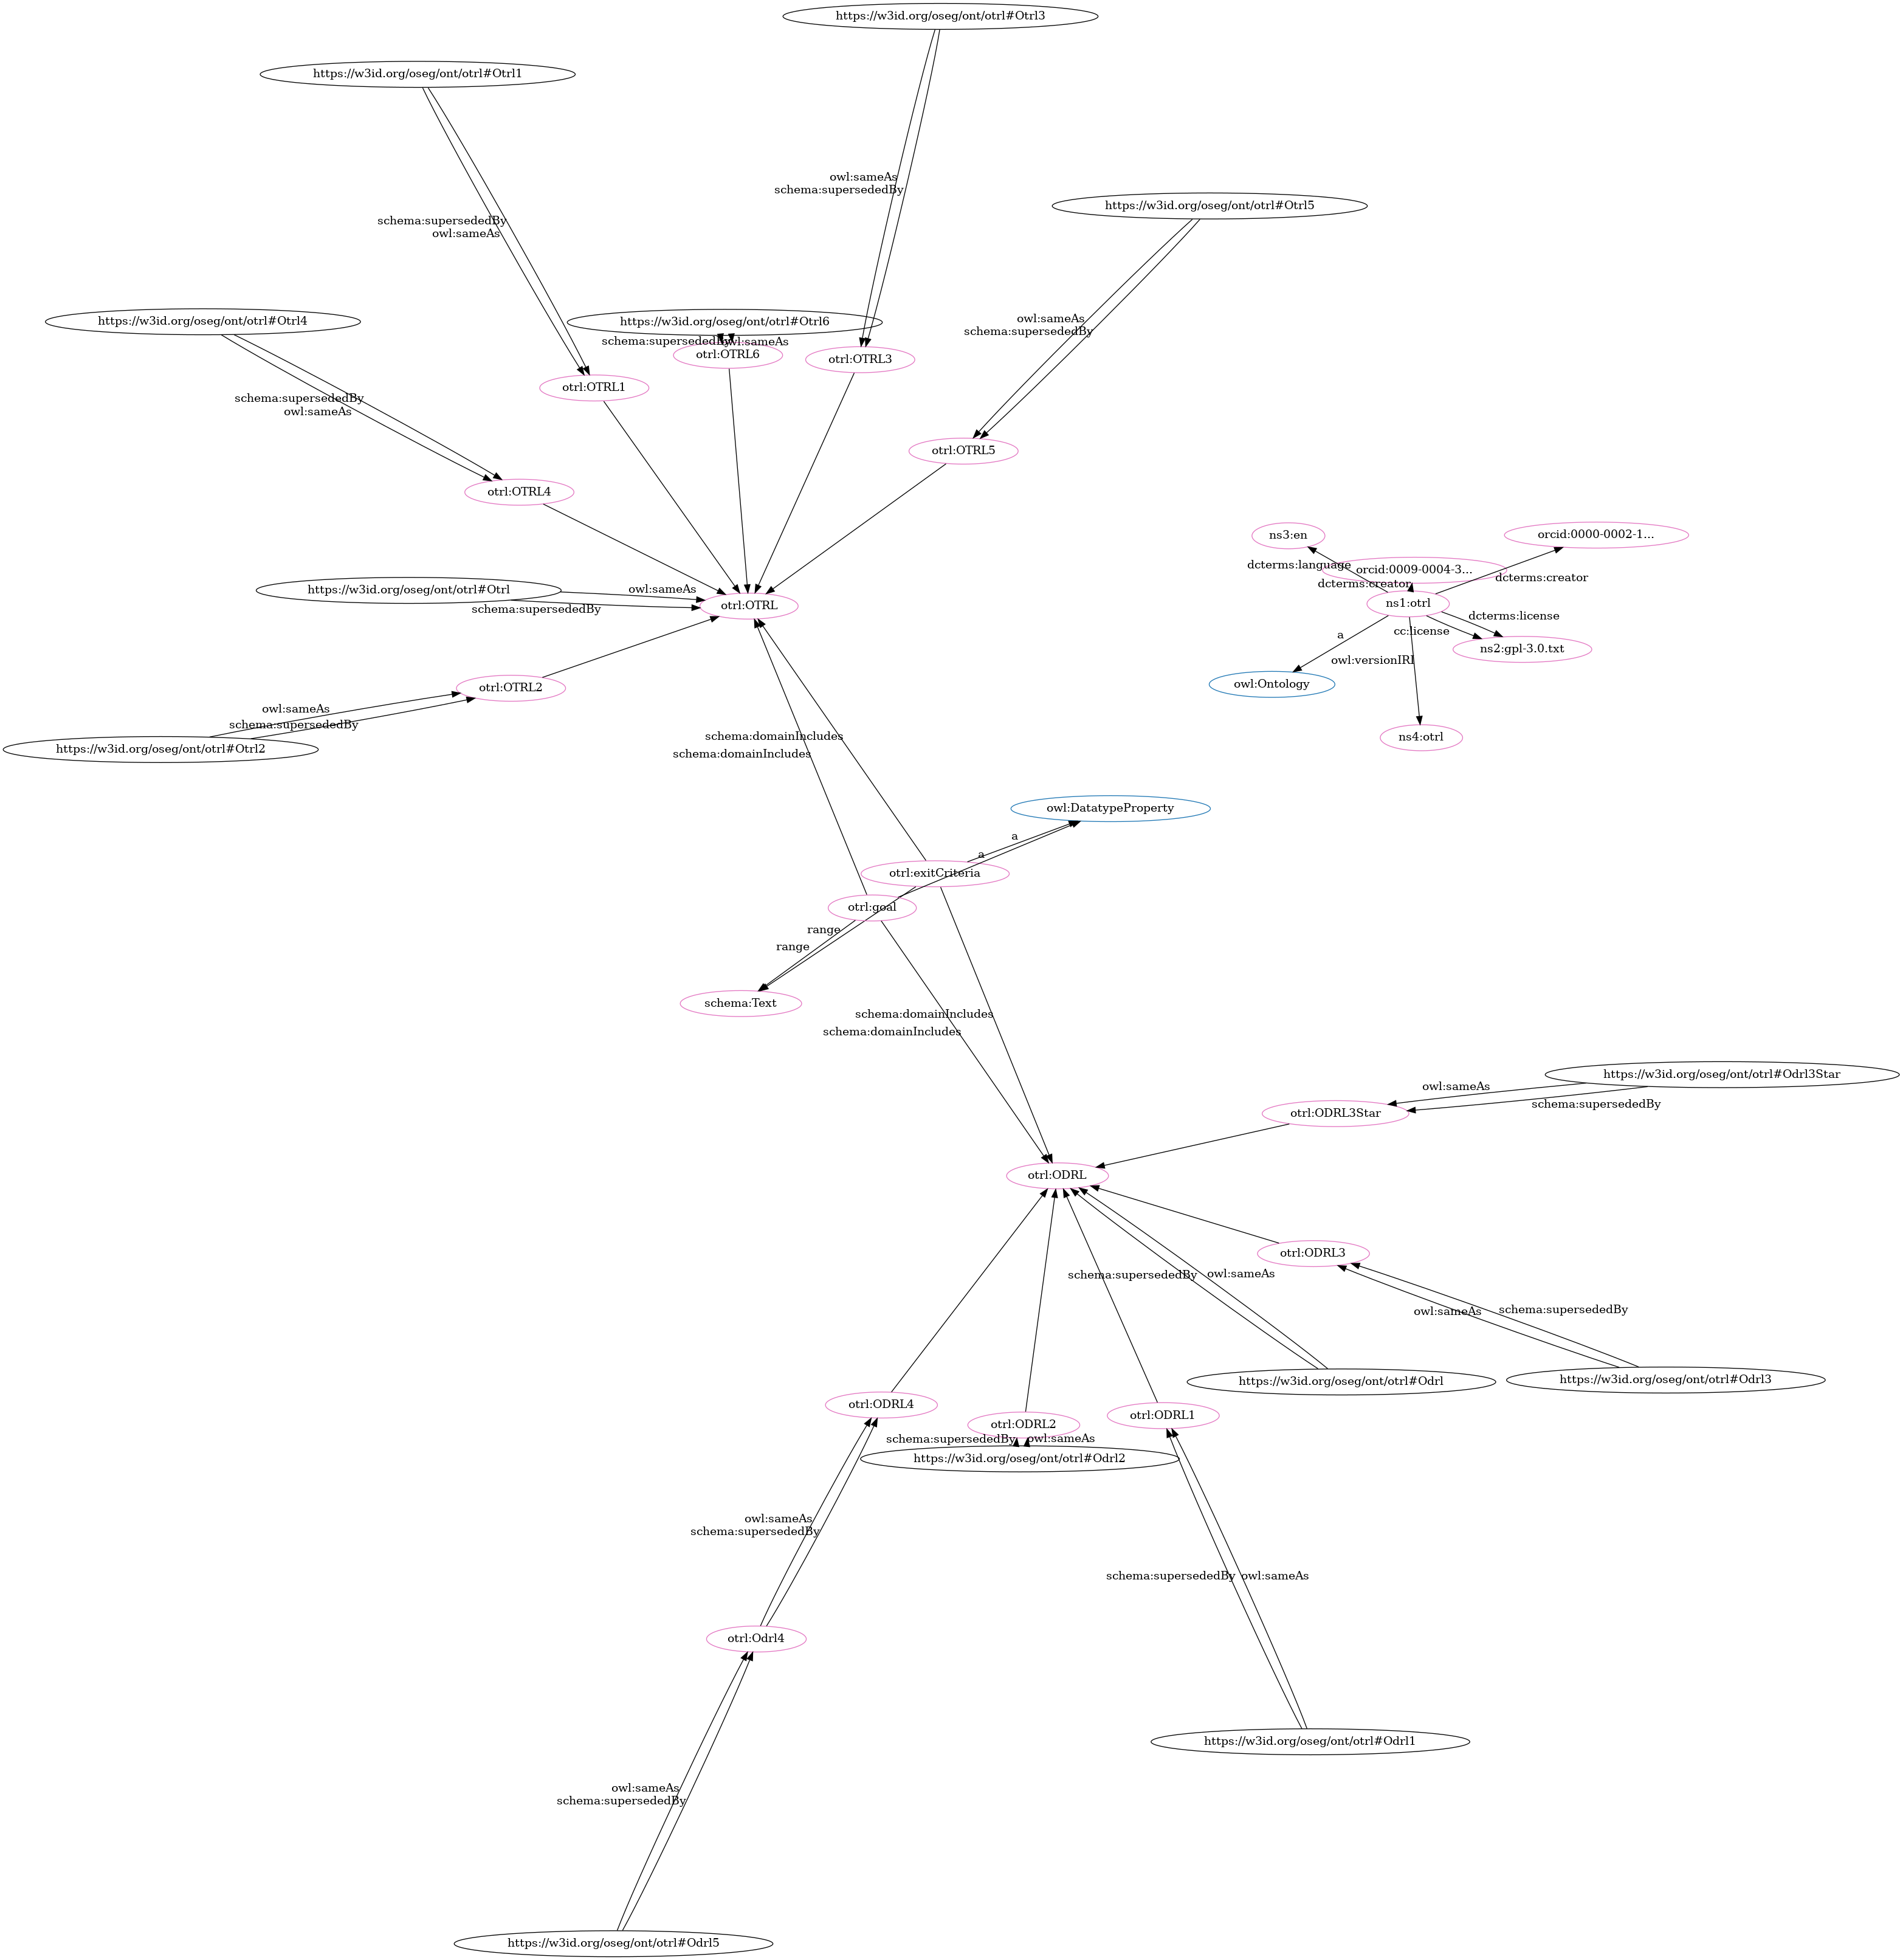 https://w3id.org/oseg/ont/otrl#Otrl3
https://w3id.org/oseg/ont/otrl#Otrl1
owl:sameAs
schema:supersededBy
https://w3id.org/oseg/ont/otrl#Otrl5
schema:supersededBy
owl:sameAs
https://w3id.org/oseg/ont/otrl#Otrl4
https://w3id.org/oseg/ont/otrl#Otrl6
owl:sameAs
schema:supersededBy
schema:supersededBy
owl:sameAs
otrl:OTRL6
otrl:OTRL3
otrl:OTRL1
schema:supersededBy
owl:sameAs
otrl:OTRL5
otrl:OTRL4
ns3:en
orcid:0000-0002-1...
dcterms:language
orcid:0009-0004-3...
dcterms:creator
dcterms:creator
https://w3id.org/oseg/ont/otrl#Otrl
owl:sameAs
schema:supersededBy
otrl:OTRL
ns1:otrl
dcterms:license
cc:license
a
ns2:gpl-3.0.txt
owl:versionIRI
owl:Ontology
otrl:OTRL2
owl:sameAs
schema:supersededBy
https://w3id.org/oseg/ont/otrl#Otrl2
schema:domainIncludes
schema:domainIncludes
ns4:otrl
owl:DatatypeProperty
a
a
otrl:exitCriteria
otrl:goal
range
range
schema:Text
schema:domainIncludes
schema:domainIncludes
https://w3id.org/oseg/ont/otrl#Odrl3Star
owl:sameAs
schema:supersededBy
otrl:ODRL3Star
otrl:ODRL
otrl:ODRL3
schema:supersededBy
owl:sameAs
owl:sameAs
schema:supersededBy
https://w3id.org/oseg/ont/otrl#Odrl
https://w3id.org/oseg/ont/otrl#Odrl3
otrl:ODRL4
otrl:ODRL2
otrl:ODRL1
schema:supersededBy
owl:sameAs
https://w3id.org/oseg/ont/otrl#Odrl2
owl:sameAs
schema:supersededBy
schema:supersededBy
owl:sameAs
otrl:Odrl4
https://w3id.org/oseg/ont/otrl#Odrl1
owl:sameAs
schema:supersededBy
https://w3id.org/oseg/ont/otrl#Odrl5